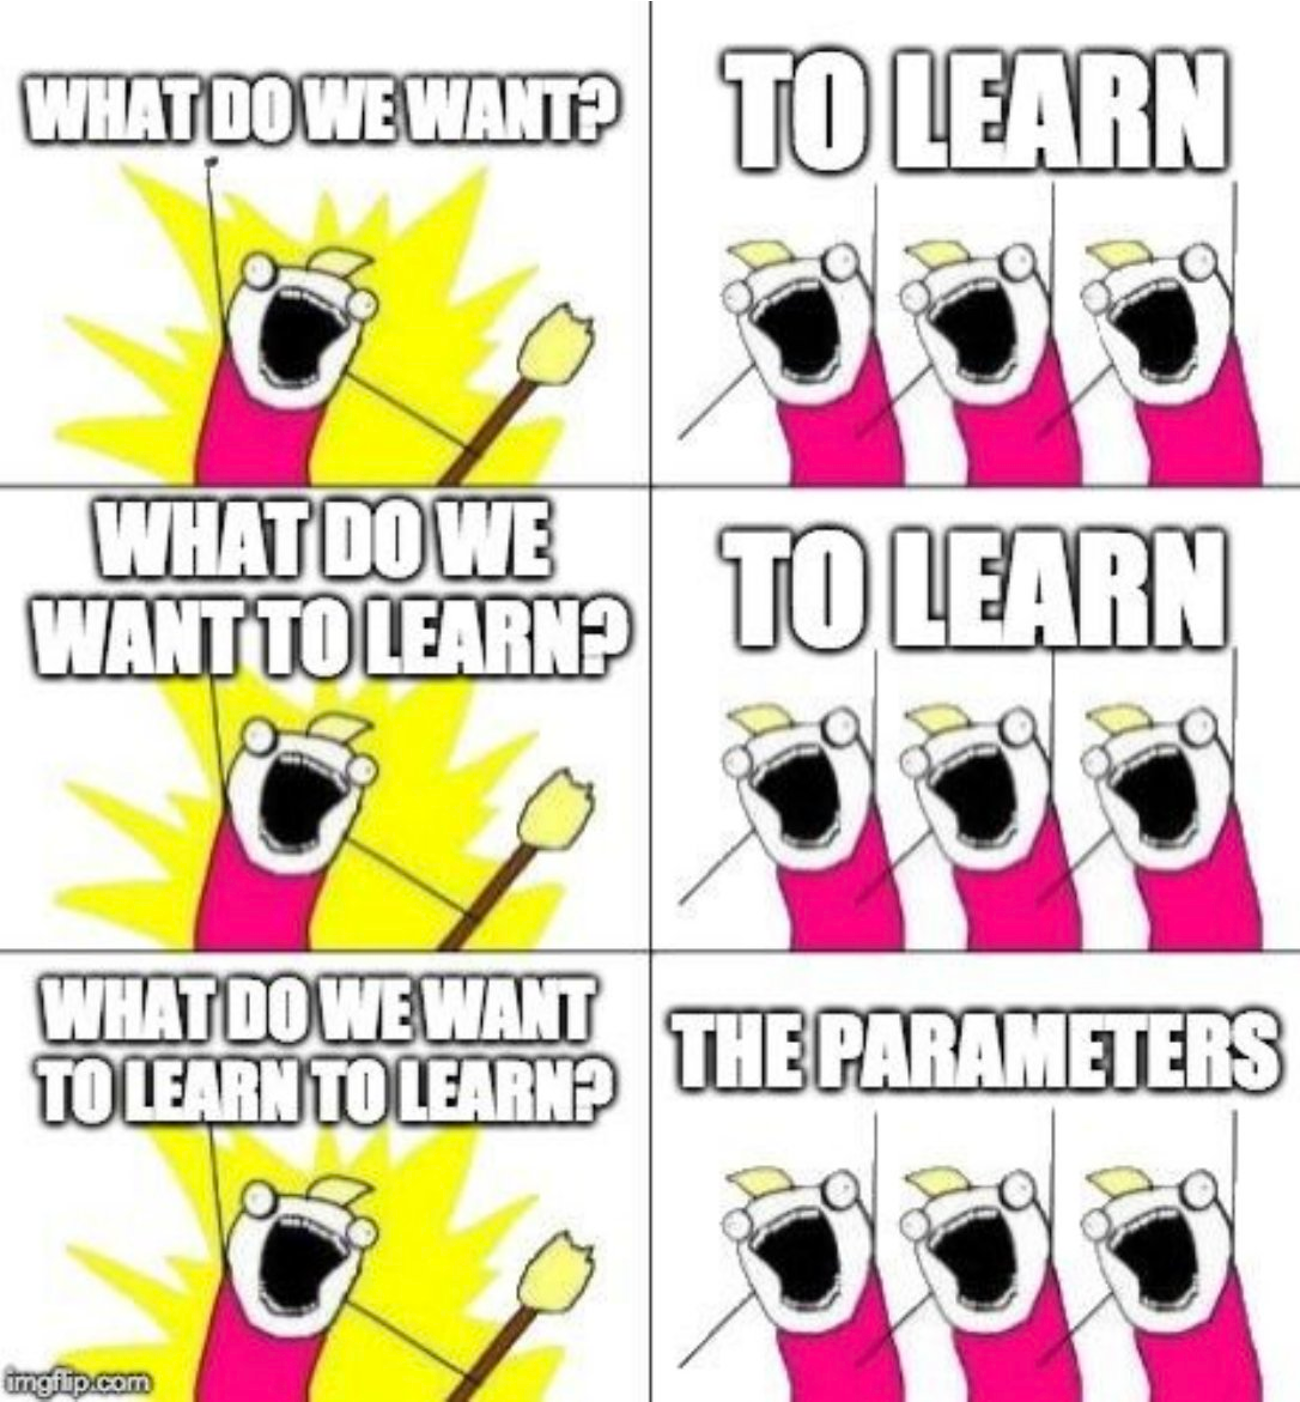 WHAT DO WE WANT?
TO LEARN
WHAT DO WE
WANT TO LEARN?
TO LEARN
WHAT DO WE WANT
TO LEARN TO LEARN?
THE PARAMETERS
imgflip.com